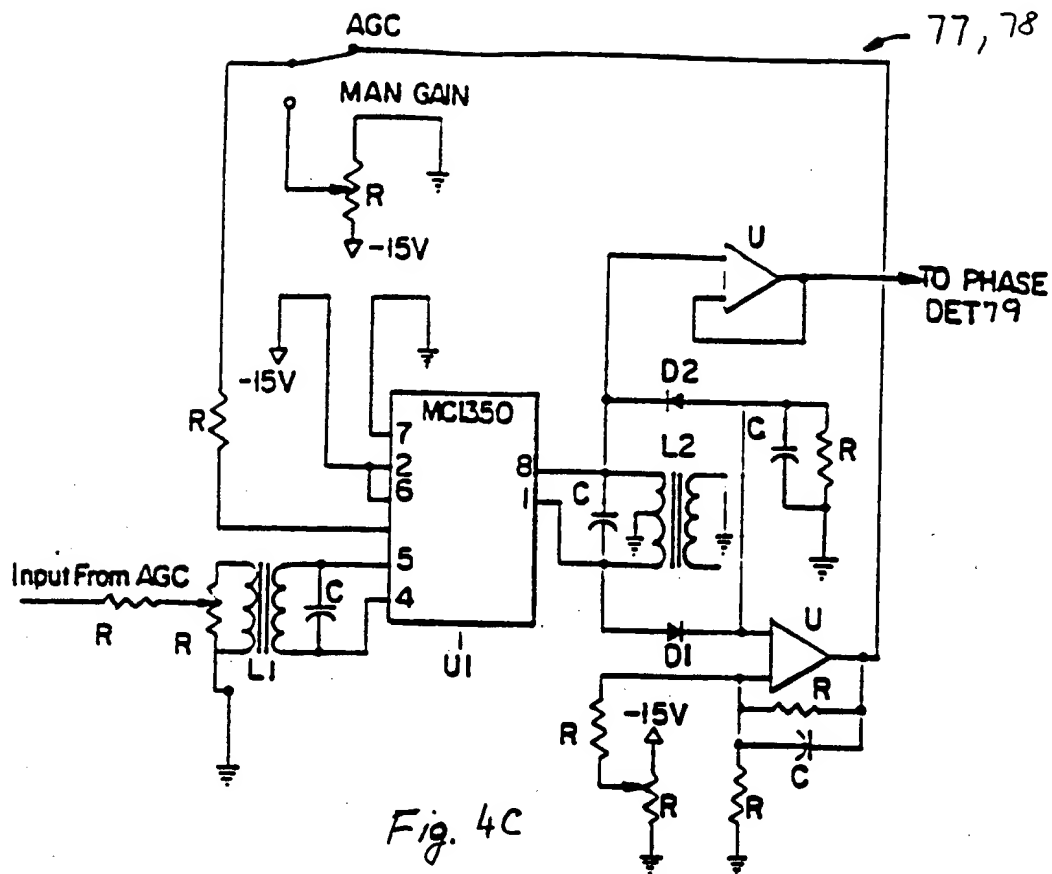 AGC
77, 78
MAN GAIN
R
-15V
U
TO PHASE
DET79
-15V
D2
R
MC1350
7
2
6
8
1
5
4
C
L2
C
R
Input From AGC
R
R
L1
C
U1
D1
U
R
-15V
R
R
C
R
Fig. 4C